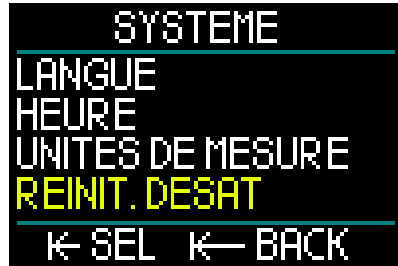 SYSTEME
LANGUE
HEURE
UNITES DE MESURE
REINIT. DESAT
SEL BACK